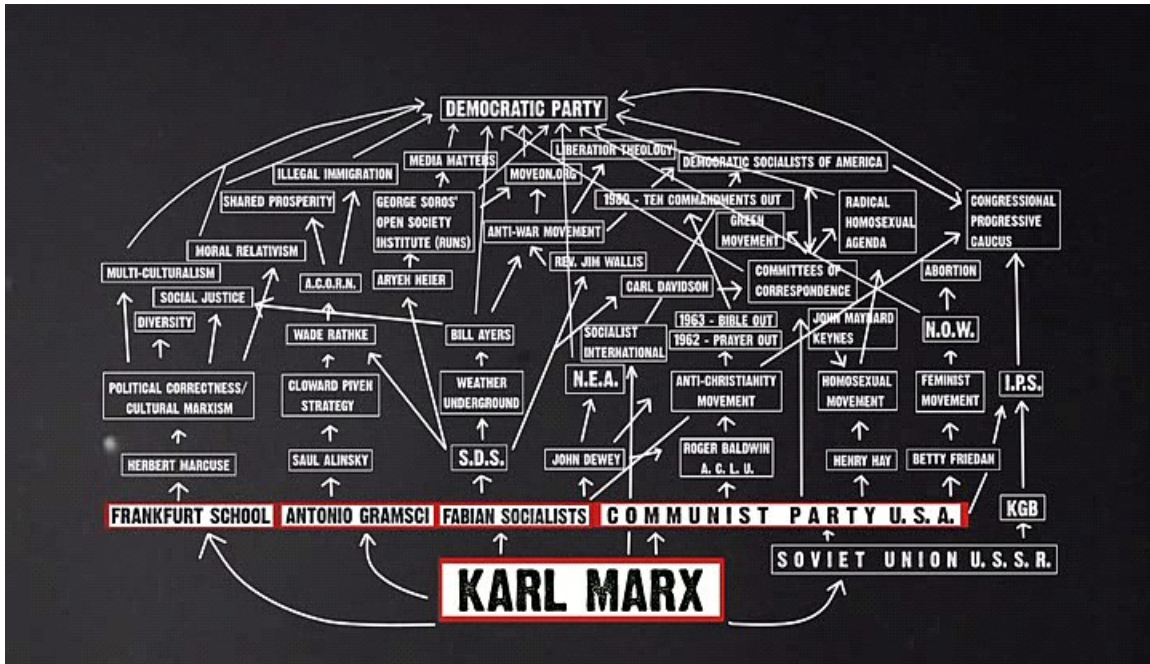 DEMOCRATIC PARTY
LIBERATION THEOLOGY
MEDIA MATTERS
DEMOCRATIC SOCIALISTS OF AMERICA
ILLEGAL IMMIGRATION
MOVEON.ORG
SHARED PROSPERITY
GEORGE SOROS'
OPEN SOCIETY
INSTITUTE (RUNS)
1980 - TEN COMMANDMENTS OUT
RADICAL
HOMOSEXUAL
AGENDA
CONGRESSIONAL
PROGRESSIVE
CAUCUS
GREEN
MOVEMENT
ANTI-WAR MOVEMENT
MORAL RELATIVISM
REV. JIM WALLIS
MULTI-CULTURALISM
COMMITTEES OF
CORRESPONDENCE
ABORTION
A.C.O.R.N.
ARYEH NEIER
CARL DAVIDSON
SOCIAL JUSTICE
DIVERSITY
1963 - BIBLE OUT
1962 - PRAYER OUT
JOHN MAYNARD
KEYNES
N.O.W.
WADE RATHKE
BILL AYERS
SOCIALIST
INTERNATIONAL
POLITICAL CORRECTNESS/
CULTURAL MARXISM
CLOWARD PIVEN
STRATEGY
WEATHER
UNDERGROUND
N.E.A.
ANTI-CHRISTIANITY
MOVEMENT
HOMOSEXUAL
MOVEMENT
FEMINIST
MOVEMENT
I.P.S.
HERBERT MARCUSE
SAUL ALINSKY
S.D.S.
JOHN DEWEY
ROGER BALDWIN
A. C. L. U.
HENRY HAY
BETTY FRIEDAN
FRANKFURT SCHOOL
ANTONIO GRAMSCI
FABIAN SOCIALISTS
COMMUNIST PARTY U.S.A.
KGB
SOVIET UNION U.S.S.R.
KARL MARX